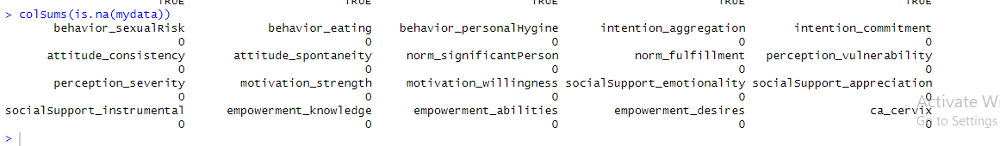 TRUE TRUE TRUE TRUE
> colSums(is.na(mydata))
behavior_sexualRisk behavior_eating behavior_personalHygine intention_aggregation intention_commitment
0 0 0 0 0
attitude_consistency attitude_spontaneity norm_significantPerson norm_fulfillment perception_vulnerability
0 0 0 0 0
perception_severity motivation_strength motivation_willingness socialSupport_emotionality socialSupport_appreciation
0 0 0 0 0
socialSupport_instrumental empowerment_knowledge empowerment_abilities empowerment_desires ca_cervix
0 0 0 0 0
>
Activate Wi
Go to Settings